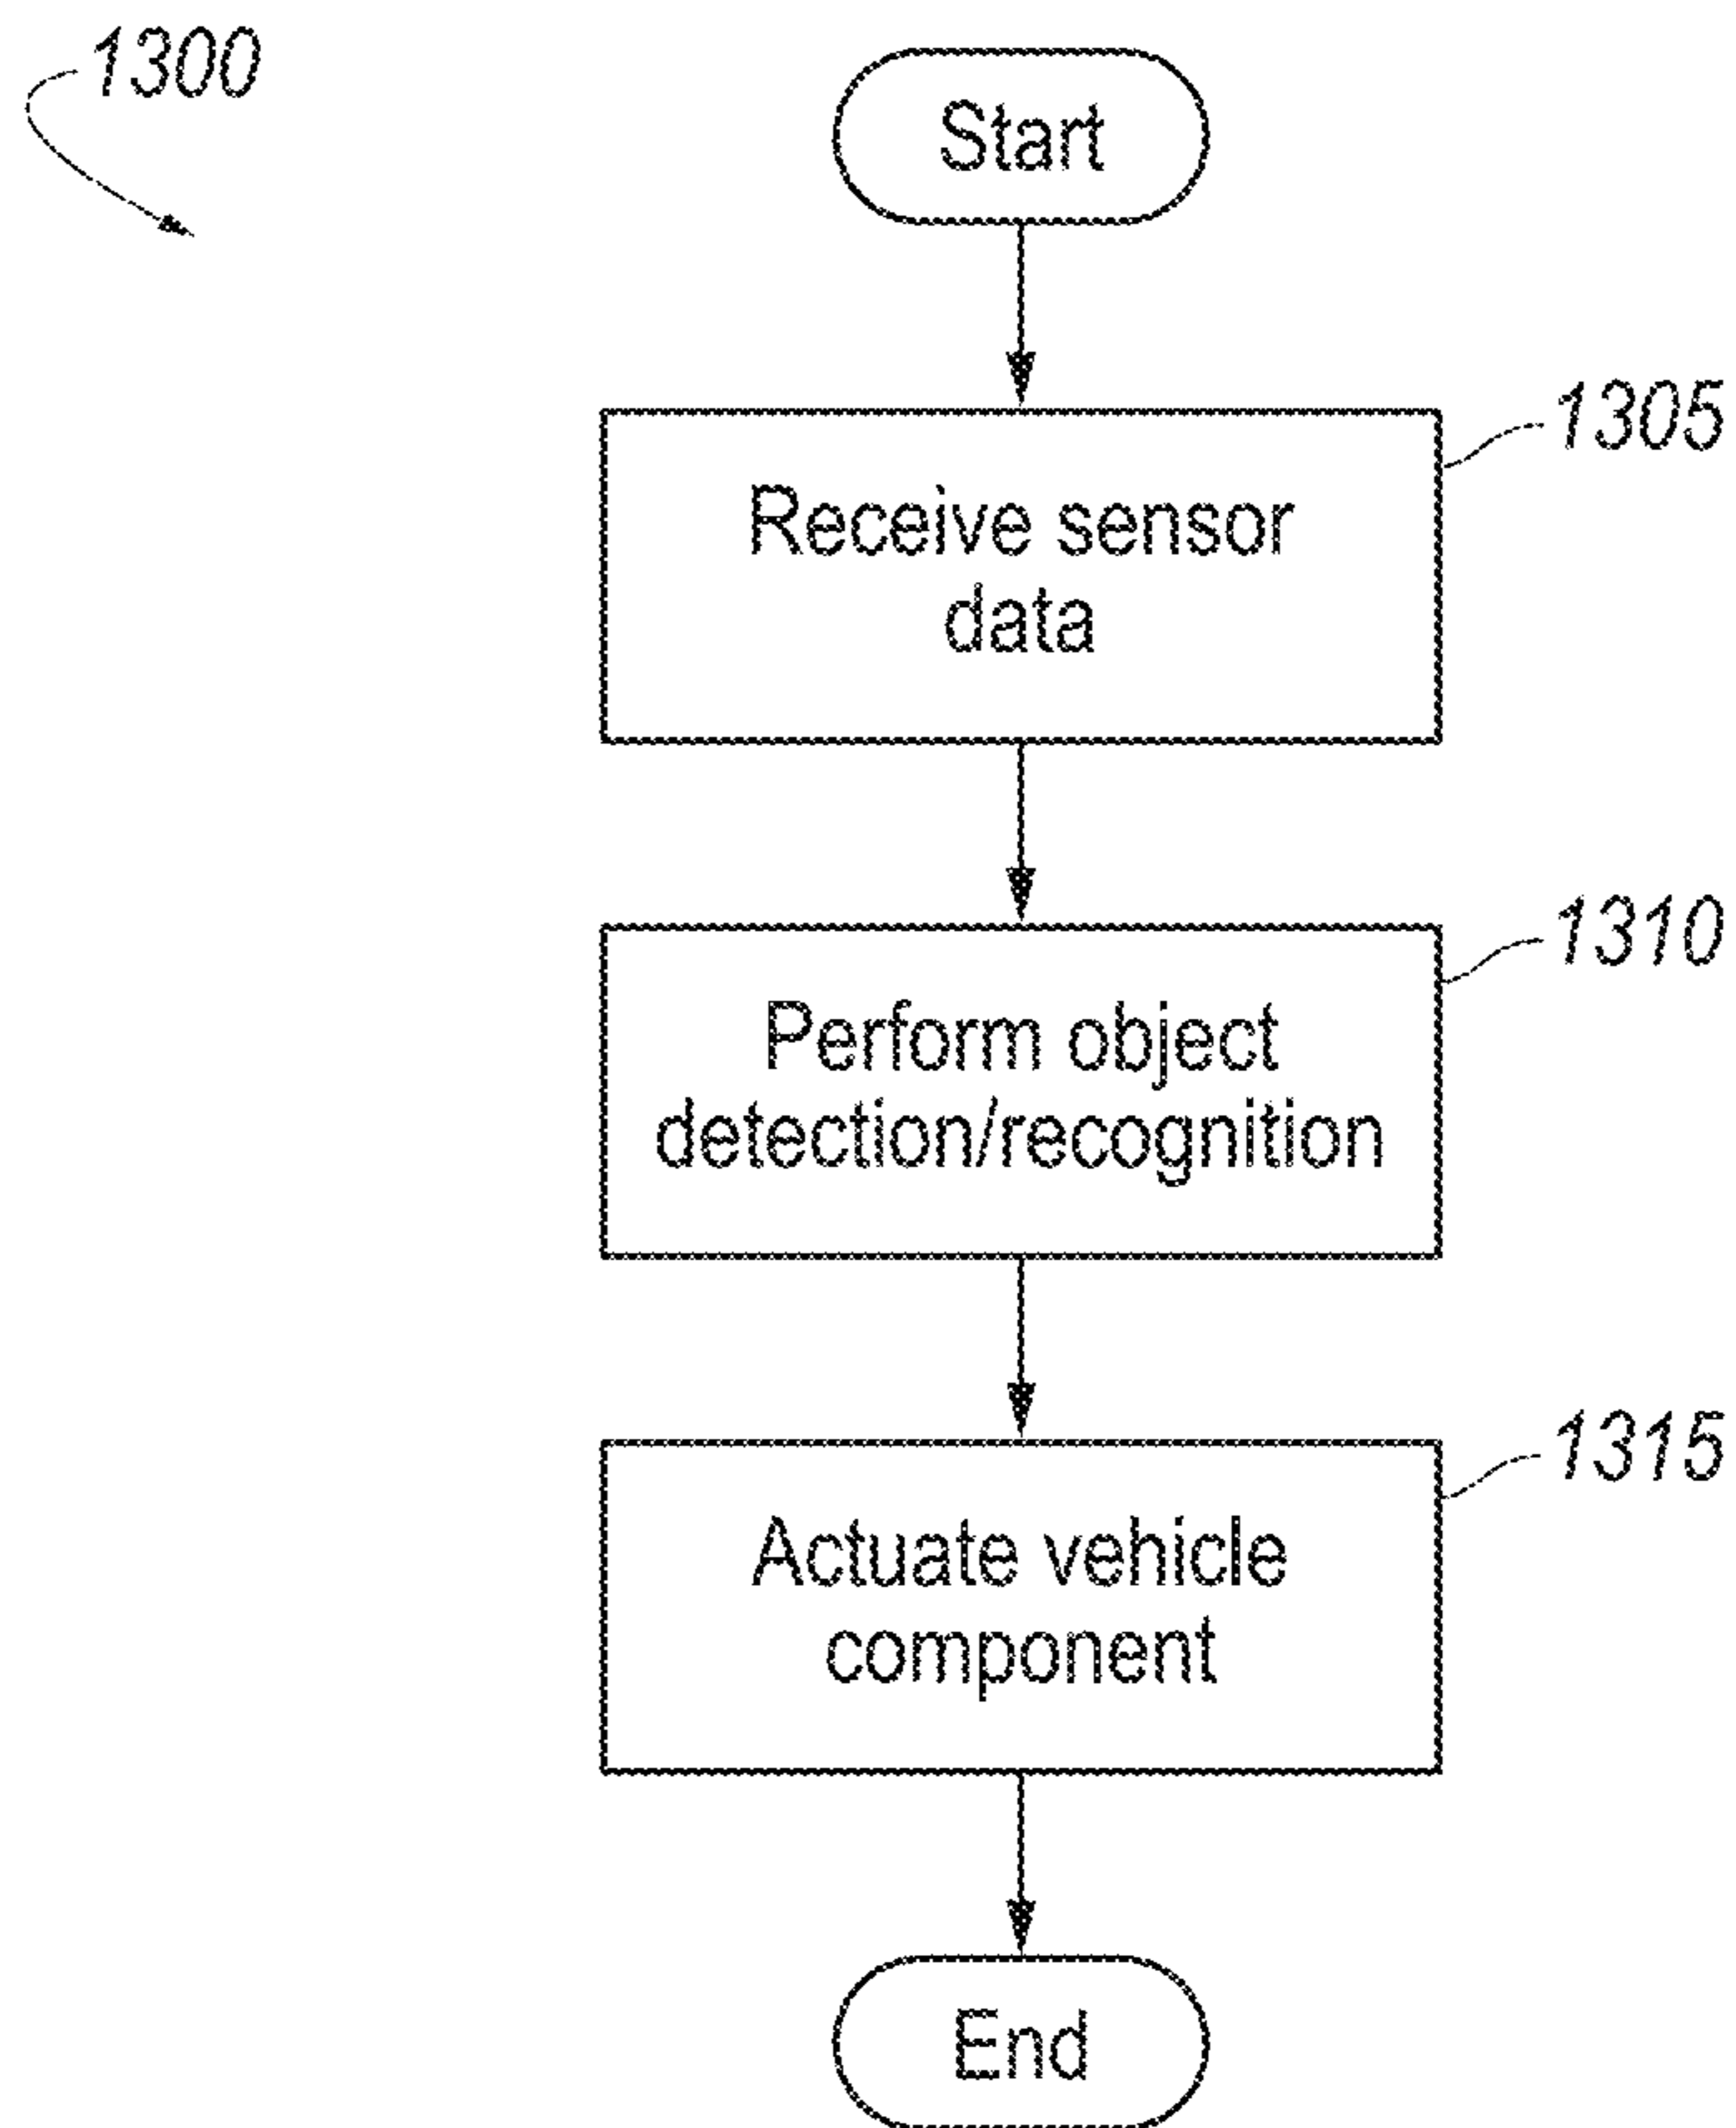 1300
Start
1305
Receive sensor
data
1310
Perform object
detection/recognition
1315
Actuate vehicle
component
End